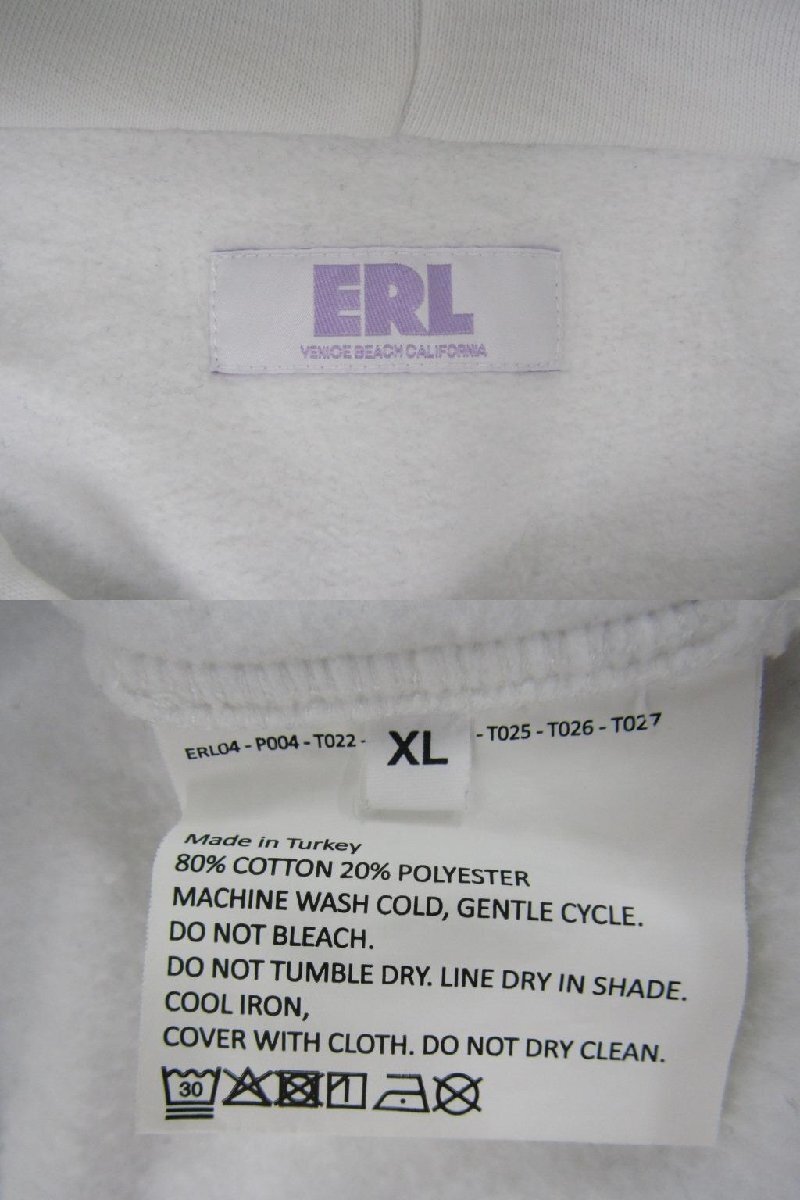 ERL
VENICE BEACH CALIFORNIA
ERL04 - P004 - T022 - XL - T025 - T026 - T027
Made in Turkey
80% COTTON 20% POLYESTER
MACHINE WASH COLD, GENTLE CYCLE.
DO NOT BLEACH.
DO NOT TUMBLE DRY. LINE DRY IN SHADE.
COOL IRON,
COVER WITH CLOTH. DO NOT DRY CLEAN.
30